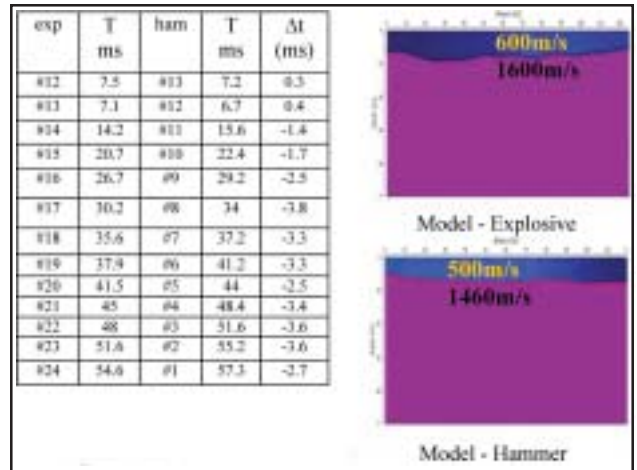 exp T ham T Δt
ms ms (ms)
#12 7.5 #13 7.2 0.3
#13 7.1 #12 6.7 0.4
#14 14.2 #11 15.6 -1.4
#15 20.7 #10 22.4 -1.7
#16 26.7 #9 29.2 -2.5
#17 30.2 #8 34 -3.8
#18 35.6 #7 37.2 -3.3
#19 37.9 #6 41.2 -3.3
#20 41.5 #5 44 -2.5
#21 45 #4 48.4 -3.4
#22 48 #3 51.6 -3.6
#23 51.6 #2 55.2 -3.6
#24 54.6 #1 57.3 -2.7
600m/s
1600m/s
Model - Explosive
500m/s
1460m/s
Model - Hammer